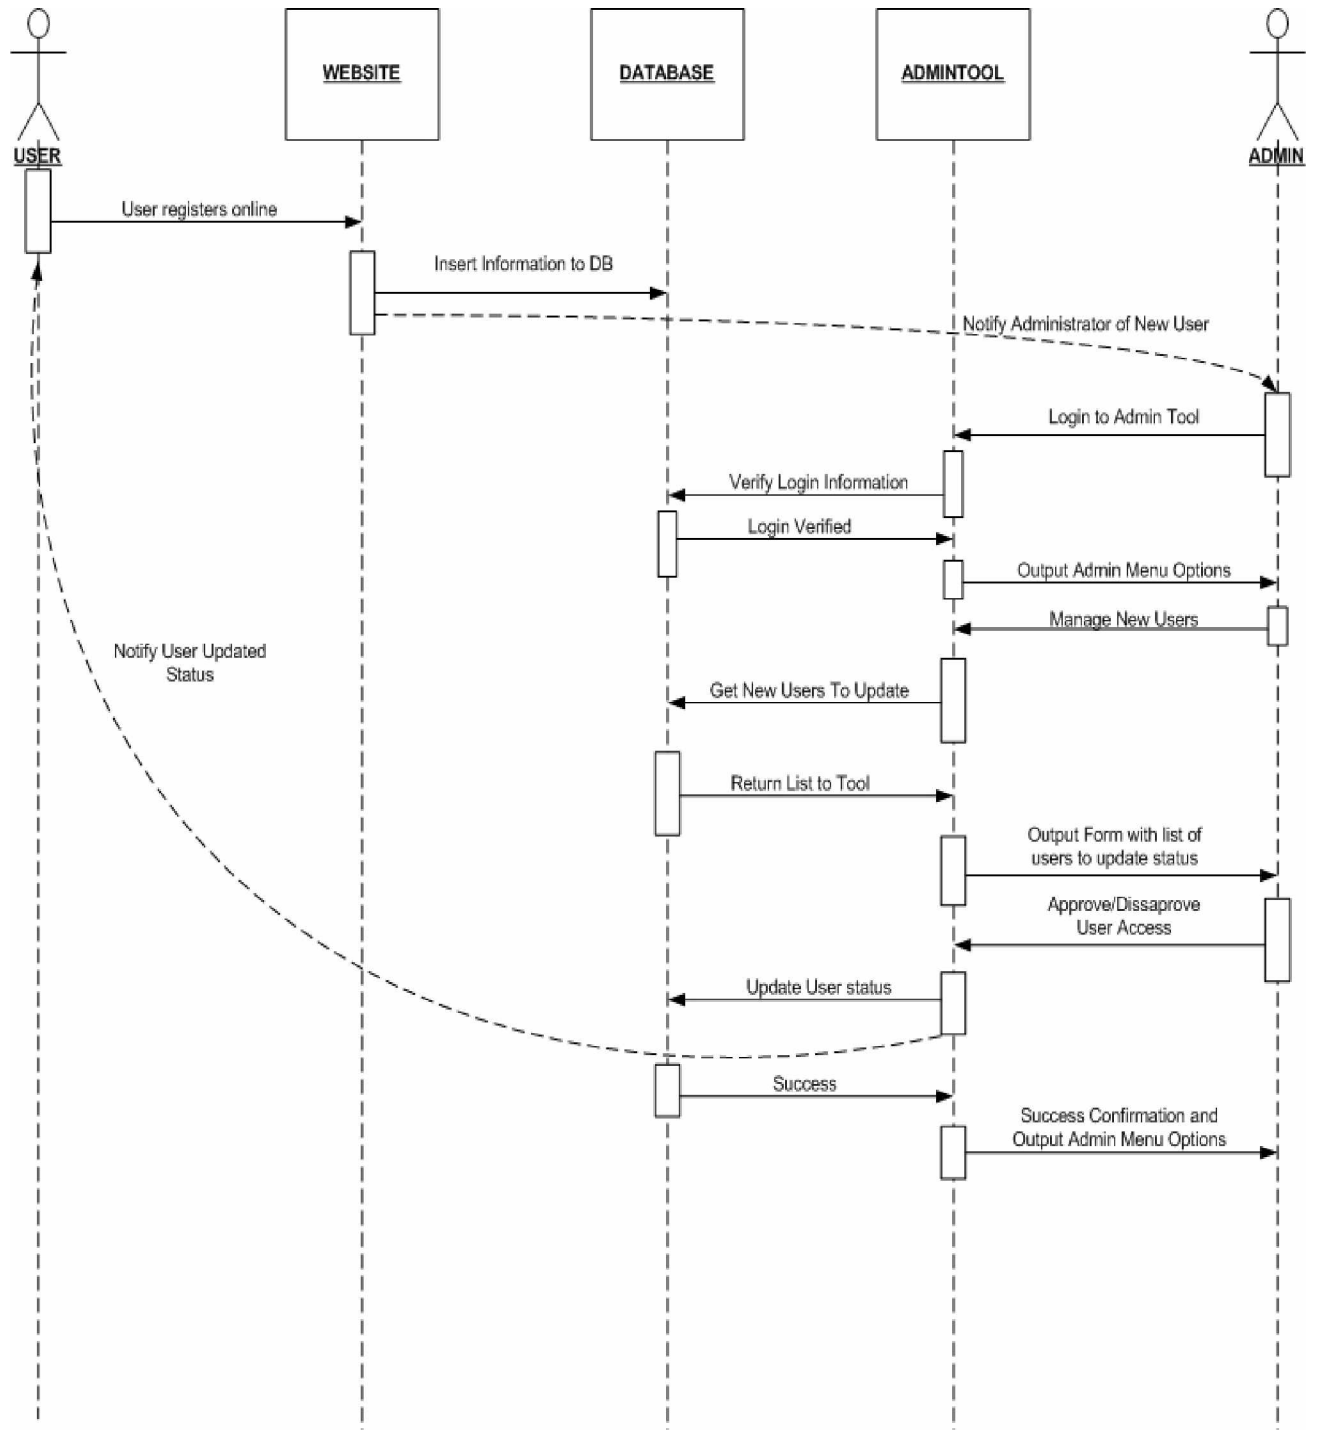 WEBSITE
DATABASE
ADMINTOOL
USER
ADMIN
User registers online
Insert Information to DB
Notify Administrator of New User
Login to Admin Tool
Verify Login Information
Login Verified
Output Admin Menu Options
Manage New Users
Notify User Updated
Status
Get New Users To Update
Return List to Tool
Output Form with list of
users to update status
Approve/Dissaprove
User Access
Update User status
Success
Success Confirmation and
Output Admin Menu Options